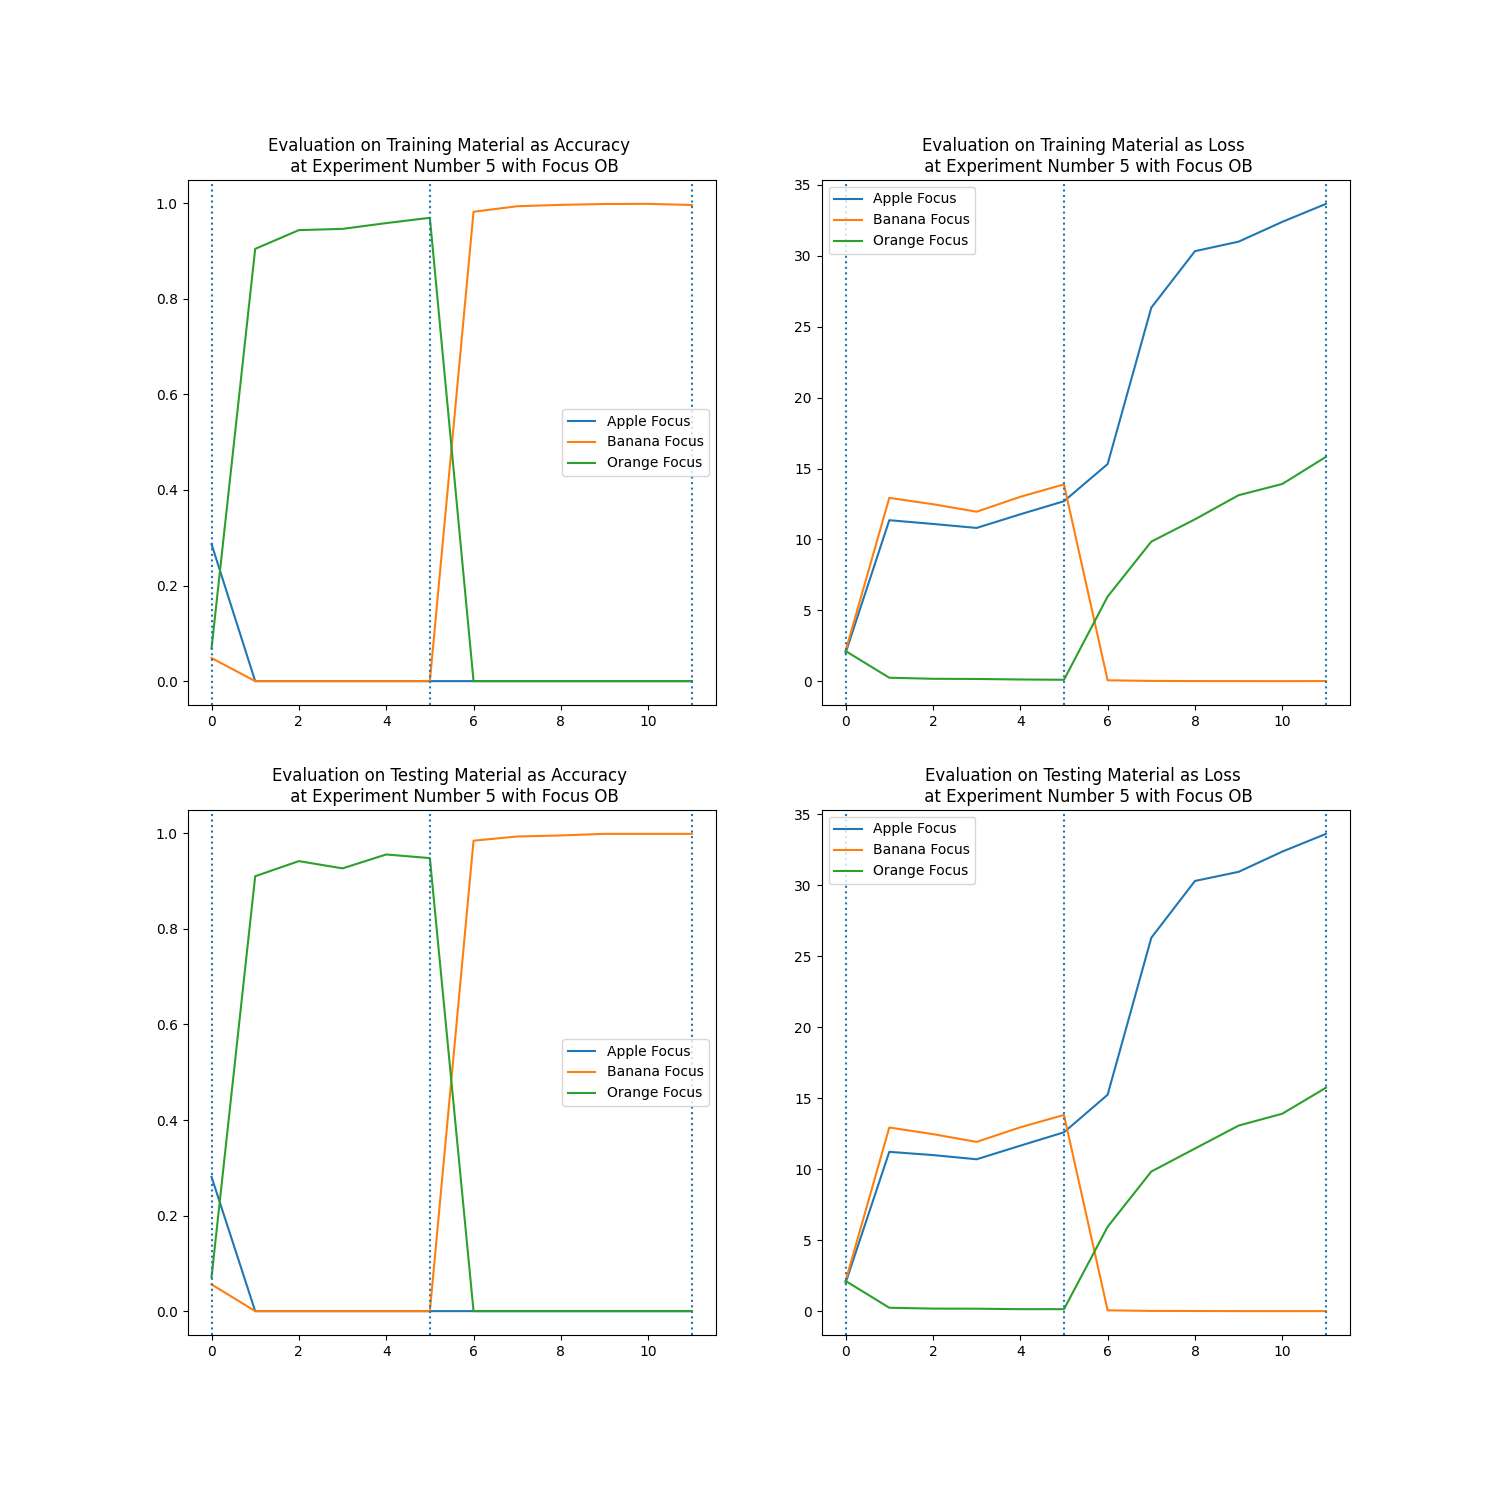 Evaluation on Training Material as Accuracy
at Experiment Number 5 with Focus OB
1.0
0.8
0.6
0.4
0.2
0.0
0 2 4 6 8 10
Apple Focus
Banana Focus
Orange Focus
Evaluation on Training Material as Loss
at Experiment Number 5 with Focus OB
35
30
25
20
15
10
5
0
0 2 4 6 8 10
Apple Focus
Banana Focus
Orange Focus
Evaluation on Testing Material as Accuracy
at Experiment Number 5 with Focus OB
1.0
0.8
0.6
0.4
0.2
0.0
0 2 4 6 8 10
Apple Focus
Banana Focus
Orange Focus
Evaluation on Testing Material as Loss
at Experiment Number 5 with Focus OB
35
30
25
20
15
10
5
0
0 2 4 6 8 10
Apple Focus
Banana Focus
Orange Focus